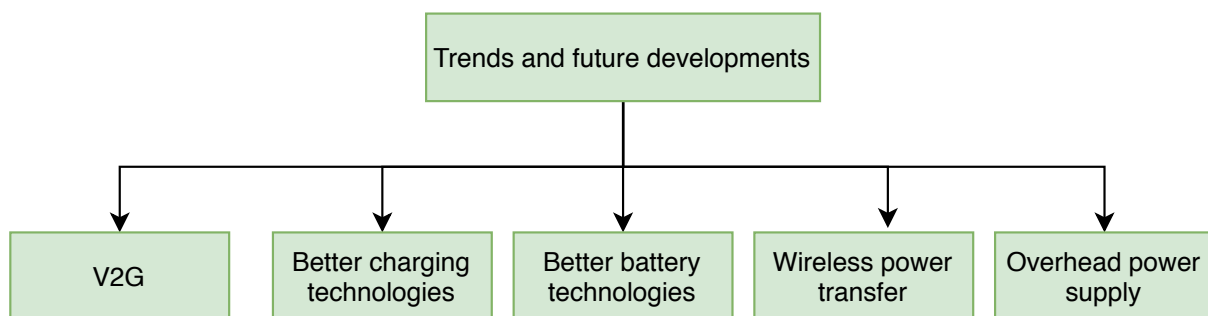 Trends and future developments
V2G
Better charging
technologies
Better battery
technologies
Wireless power
transfer
Overhead power
supply